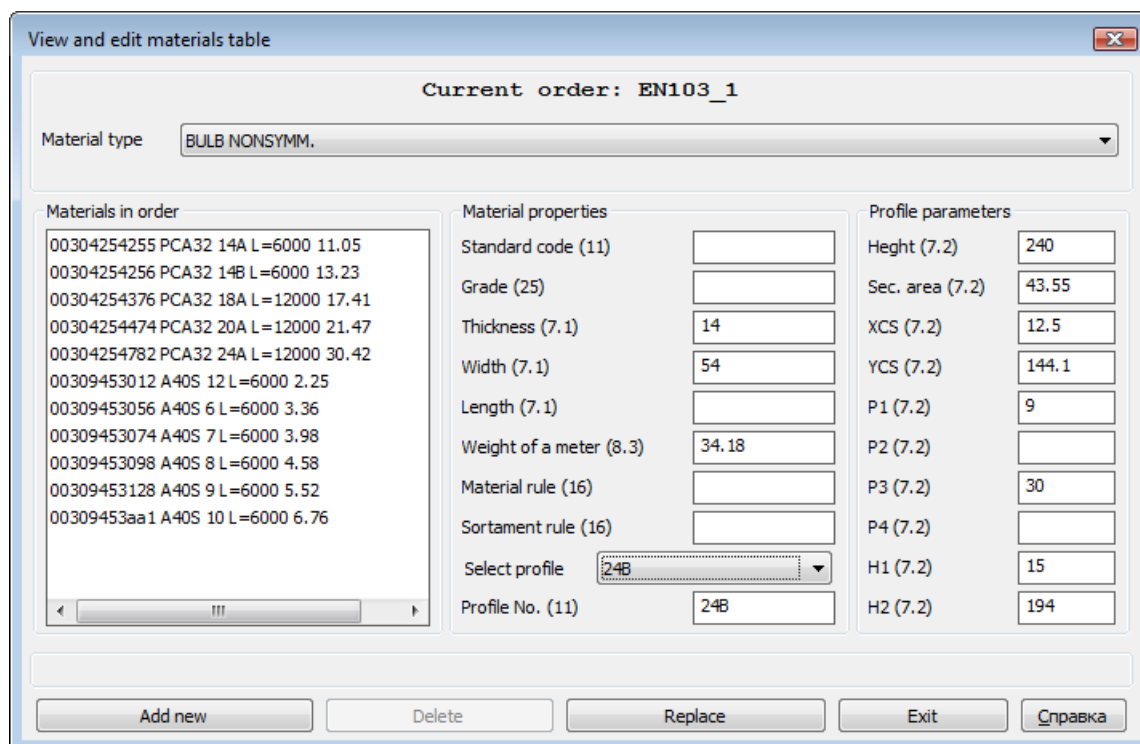 View and edit materials table
Current order: EN103_1
Material type BULB NONSYMM.
Materials in order
00304254255 PCA32 14A L=6000 11.05
00304254256 PCA32 14B L=6000 13.23
00304254376 PCA32 18A L=12000 17.41
00304254474 PCA32 20A L=12000 21.47
00304254782 PCA32 24A L=12000 30.42
00309453012 A40S 12 L=6000 2.25
00309453056 A40S 6 L=6000 3.36
00309453074 A40S 7 L=6000 3.98
00309453098 A40S 8 L=6000 4.58
00309453128 A40S 9 L=6000 5.52
00309453aa1 A40S 10 L=6000 6.76
Material properties
Standard code (11)
Grade (25)
Thickness (7.1) 14
Width (7.1) 54
Length (7.1)
Weight of a meter (8.3) 34.18
Material rule (16)
Sortament rule (16)
Select profile 24B
Profile No. (11) 24B
Profile parameters
Heght (7.2) 240
Sec. area (7.2) 43.55
XCS (7.2) 12.5
YCS (7.2) 144.1
P1 (7.2) 9
P2 (7.2)
P3 (7.2) 30
P4 (7.2)
H1 (7.2) 15
H2 (7.2) 194
Add new Delete Replace Exit Справка